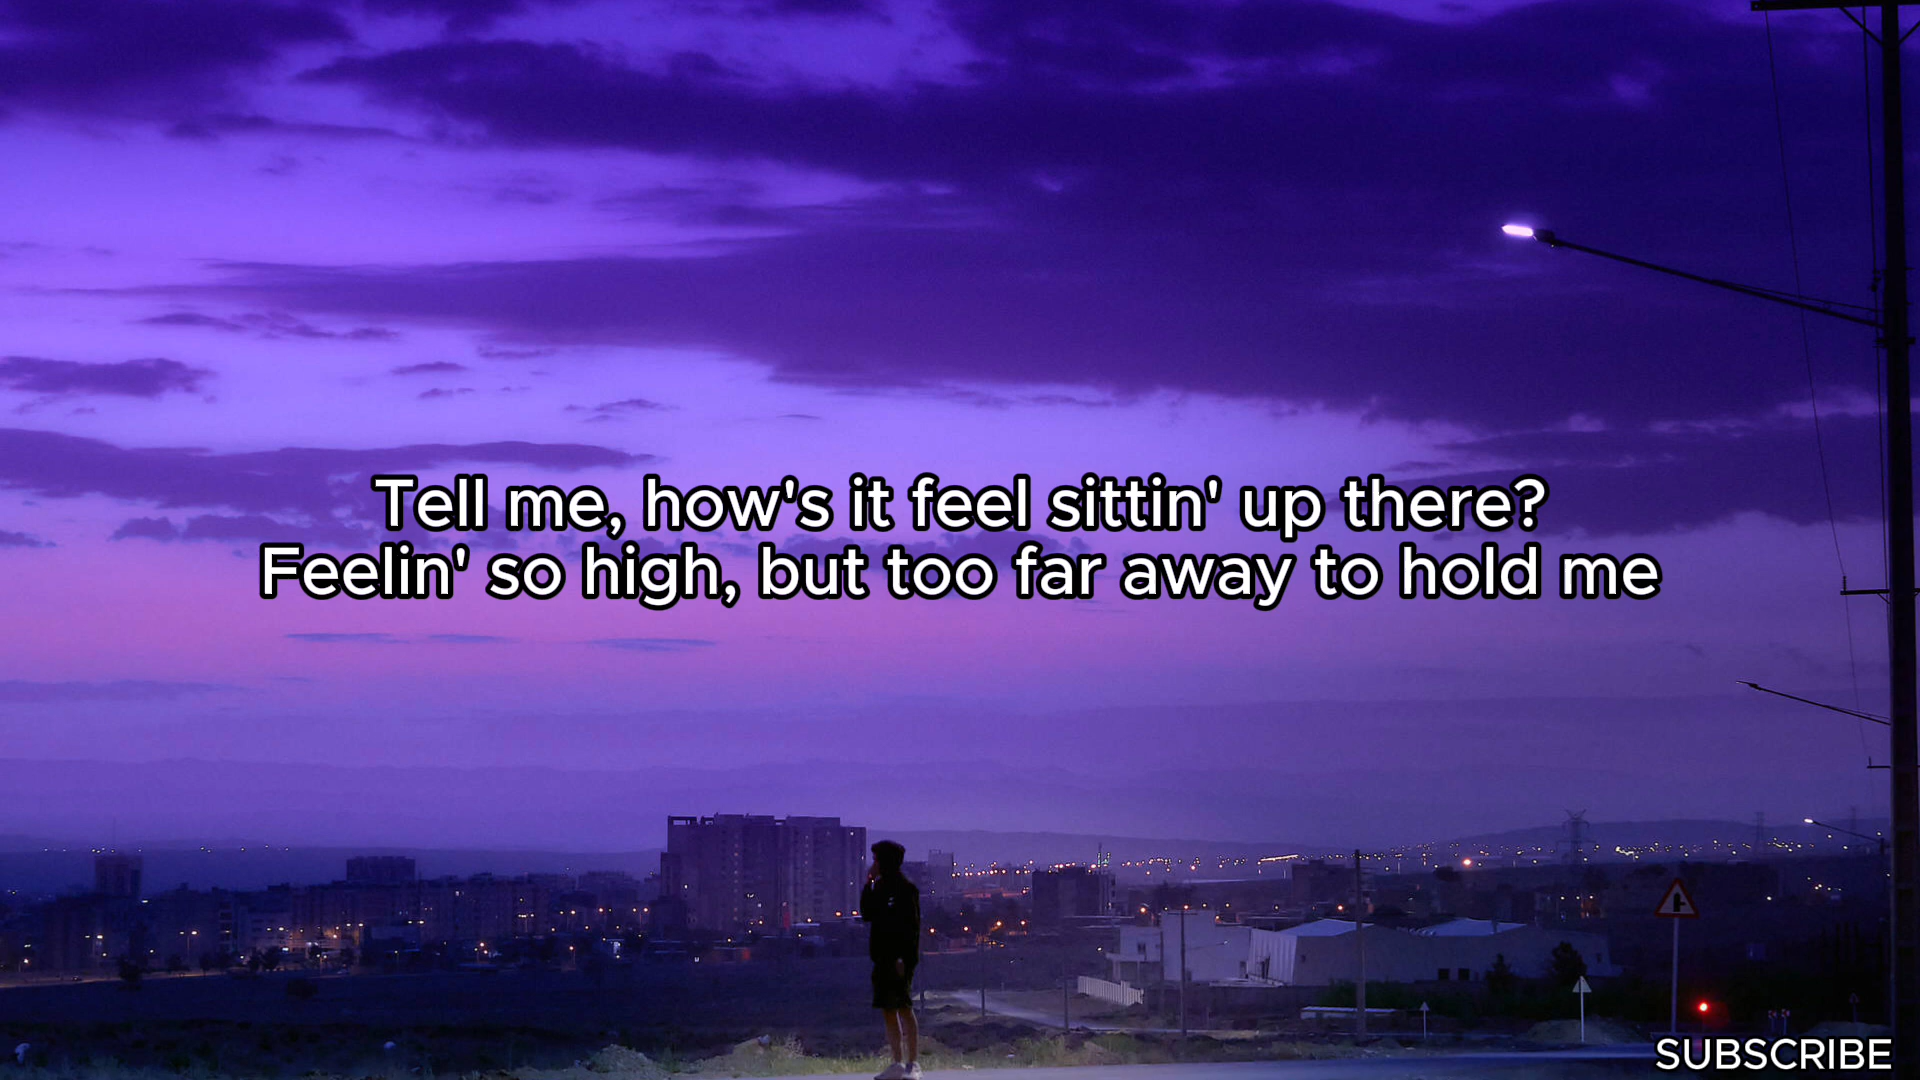 Tell me, how's it feel sittin' up there?
Feelin' so high, but too far away to hold me
SUBSCRIBE